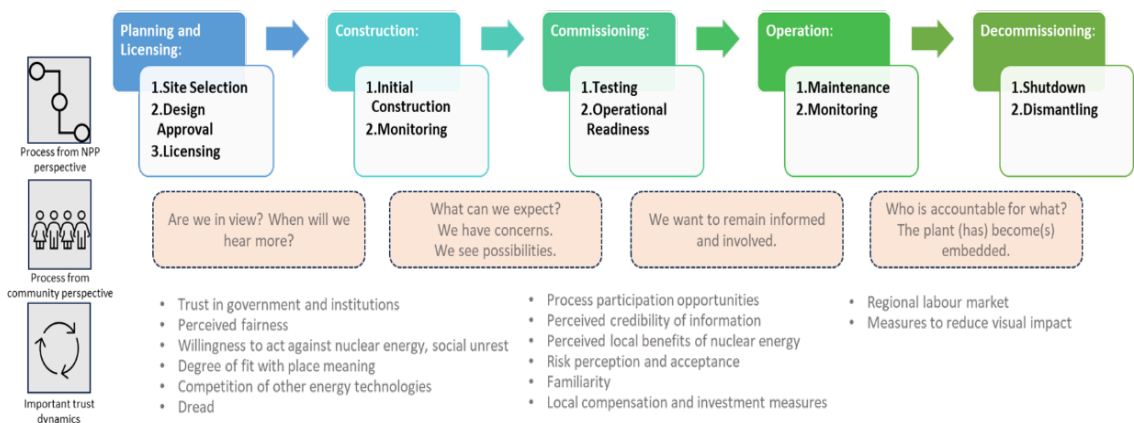 Planning and
Licensing:
1.Site Selection
2.Design
Approval
3.Licensing
Construction:
1.Initial
Construction
2.Monitoring
Commissioning:
1.Testing
2.Operational
Readiness
Operation:
1.Maintenance
2.Monitoring
Decommissioning:
1.Shutdown
2.Dismantling
Process from NPP
perspective
Are we in view? When will we
hear more?
What can we expect?
We have concerns.
We see possibilities.
We want to remain informed
and involved.
Who is accountable for what?
The plant (has) become(s)
embedded.
Process from
community perspective
• Trust in government and institutions
• Perceived fairness
• Willingness to act against nuclear energy, social unrest
• Degree of fit with place meaning
• Competition of other energy technologies
• Dread
• Process participation opportunities
• Perceived credibility of information
• Perceived local benefits of nuclear energy
• Risk perception and acceptance
• Familiarity
• Local compensation and investment measures
• Regional labour market
• Measures to reduce visual impact
Important trust
dynamics